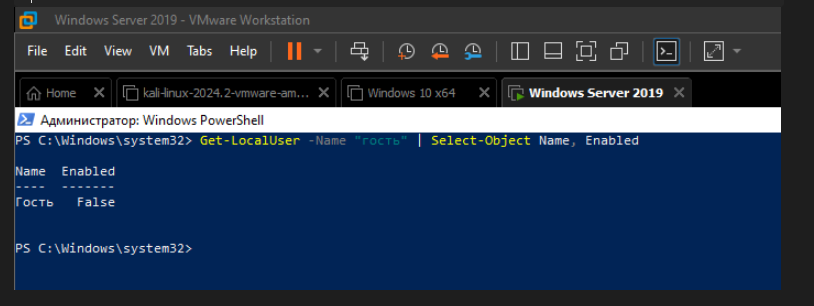 Windows Server 2019 - VMware Workstation
File Edit View VM Tabs Help
Home kali-linux-2024.2-vmware-am... Windows 10 x64 Windows Server 2019
Администратор: Windows PowerShell
PS C:\Windows\system32> Get-LocalUser -Name "гость" | Select-Object Name, Enabled
Name Enabled
---- -------
Гость False
PS C:\Windows\system32>